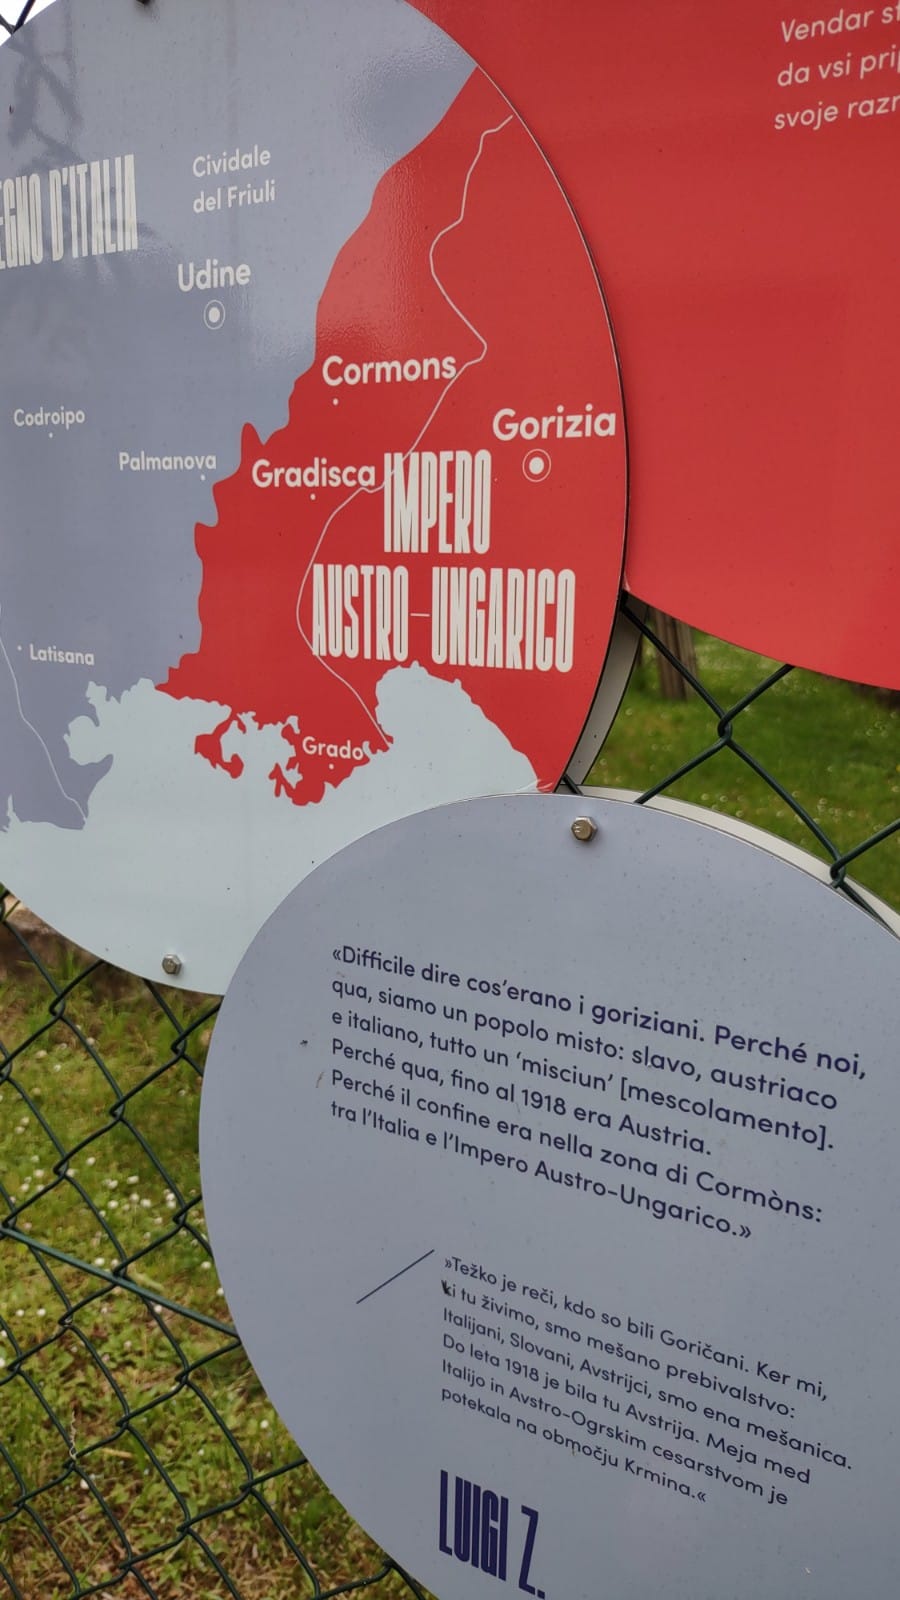 Vendar
da vsi
svoje
D'ITALIA
Cividale
del Friuli
Udine
Cormons
Codroipo
Gorizia
Palmanova
Gradisca
IMPERO
AUSTRO-UNGARICO
Latisana
Grado
«Difficile dire cos'erano i goriziani. Perché noi,
qua, siamo un popolo misto: slavo, austriaco
e italiano, tutto un 'misciun' [mescolamento].
Perché qua, fino al 1918 era Austria.
Perché il confine era nella zona di Cormòns:
tra l'Italia e l'Impero Austro-Ungarico.»
»Težko je reči, kdo so bili Goričani. Ker mi,
ki tu živimo, smo mešano prebivalstvo:
Italijani, Slovani, Avstrijci, smo ena mešanica.
Do leta 1918 je bila tu Avstrija. Meja med
Italijo in Avstro-Ogrskim cesarstvom je
potekala na območju Krmina.«
LUIGI Z.